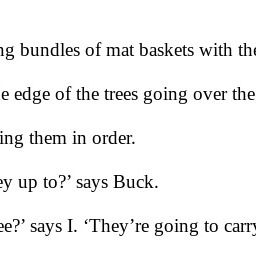 ng bundles of mat baskets with the
e edge of the trees going over the
ing them in order.
ey up to?’ says Buck.
ee?’ says I. ‘They’re going to carry